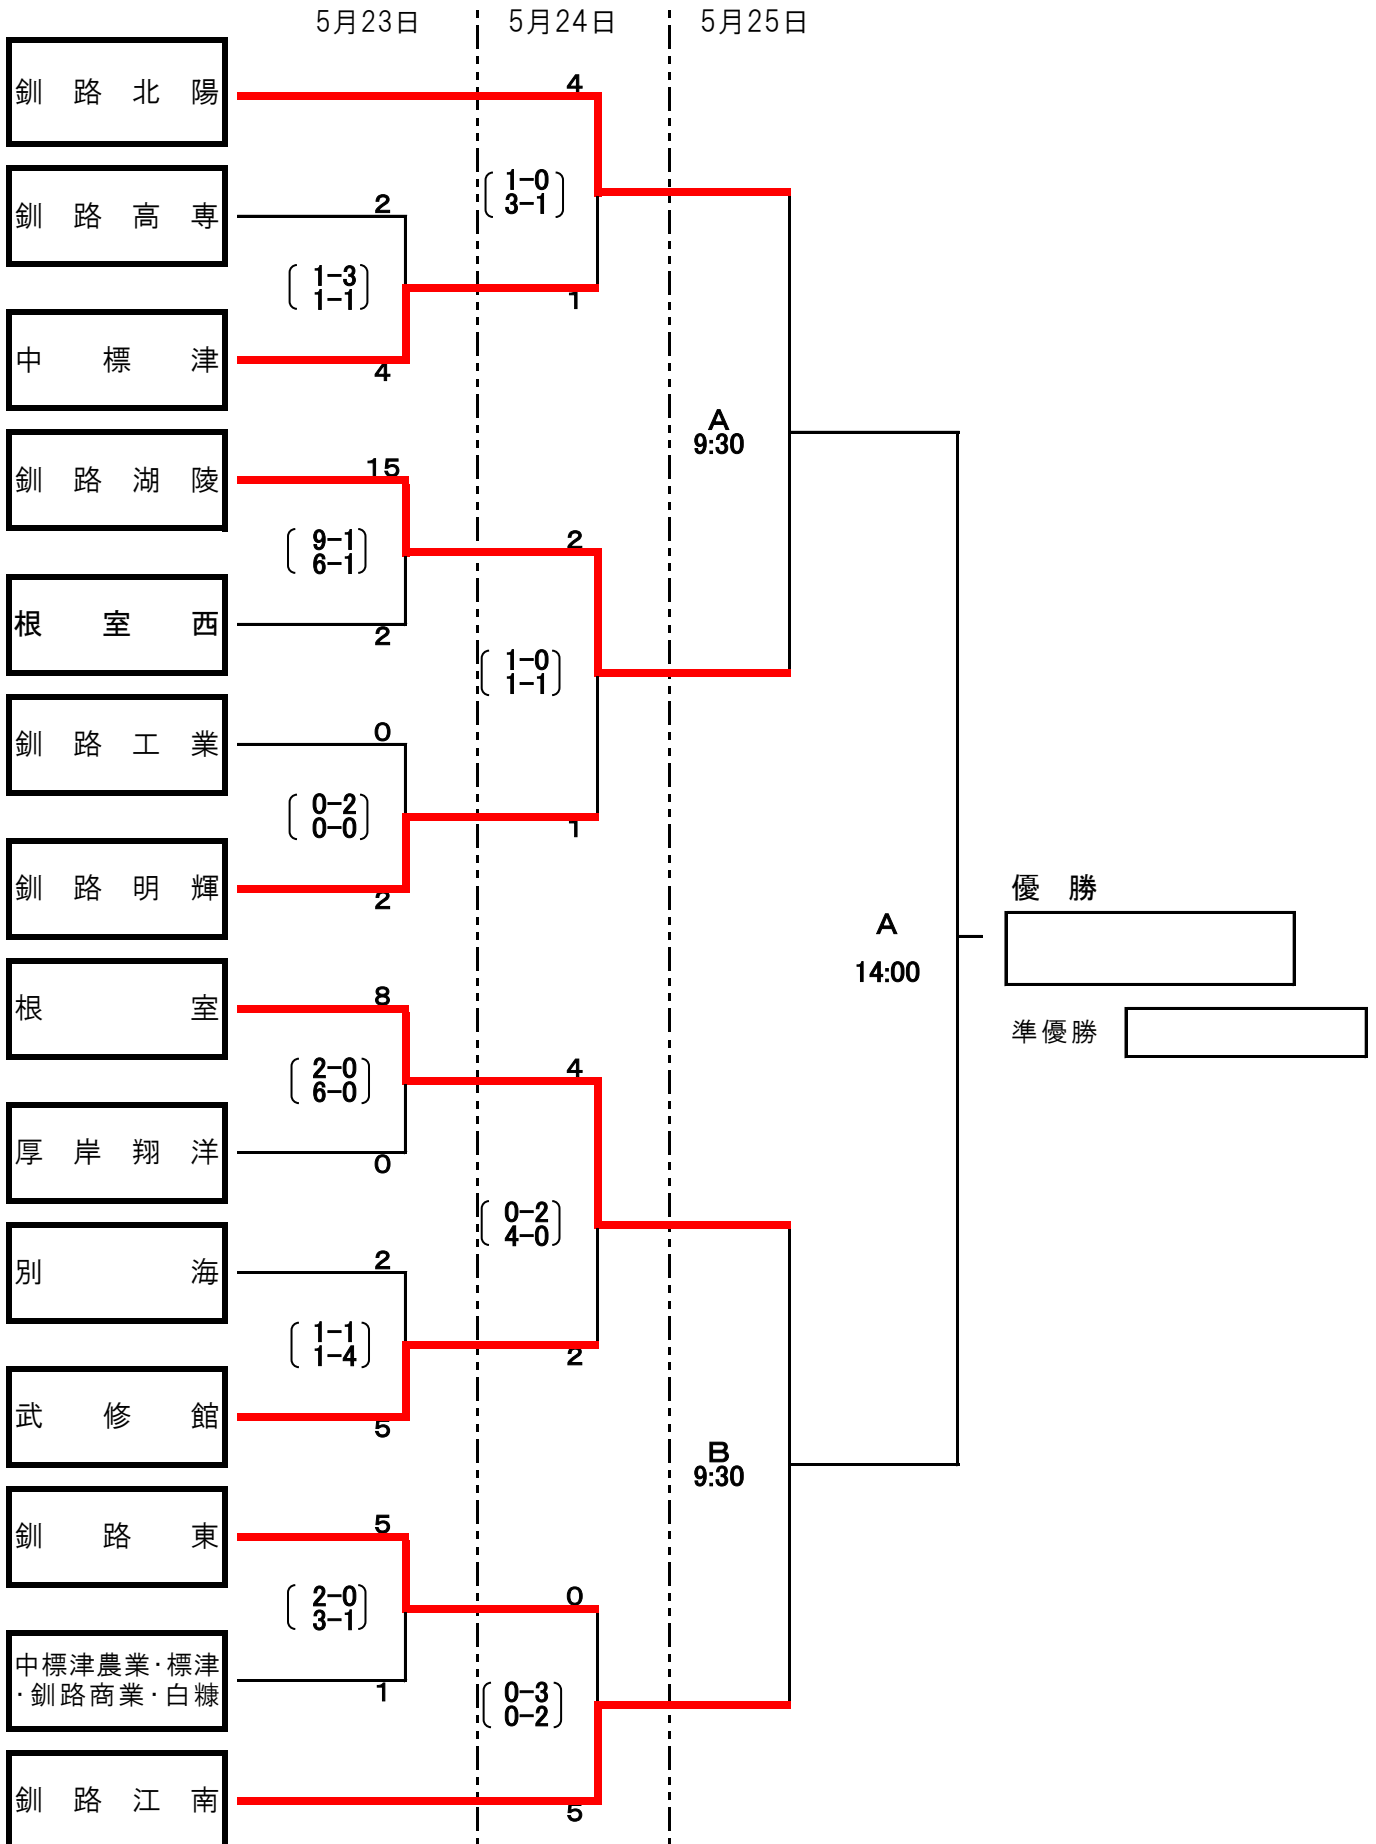 5月23日 5月24日 5月25日
釧路北陽
4
1-0
3-1
釧路高専
2
1-3
1-1
1
中標津
4
A
9:30
釧路湖陵
15
9-1
6-1
2
根室西
2
1-0
1-1
釧路工業
0
0-2
0-0
1
釧路明輝
2
優勝
A
14:00
準優勝
根室
8
2-0
6-0
4
厚岸翔洋
0
0-2
4-0
別海
2
1-1
1-4
2
武修館
5
B
9:30
釧路東
5
2-0
3-1
0
中標津農業・標津
・釧路商業・白糠
1
0-3
0-2
釧路江南
5